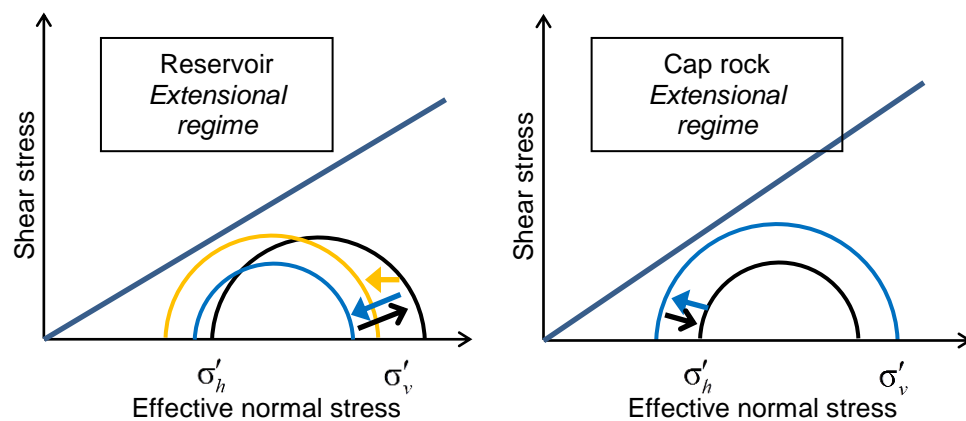 Reservoir
Extensional
regime
Shear stress
σ′h
σ′v
Effective normal stress
Cap rock
Extensional
regime
Shear stress
σ′h
σ′v
Effective normal stress